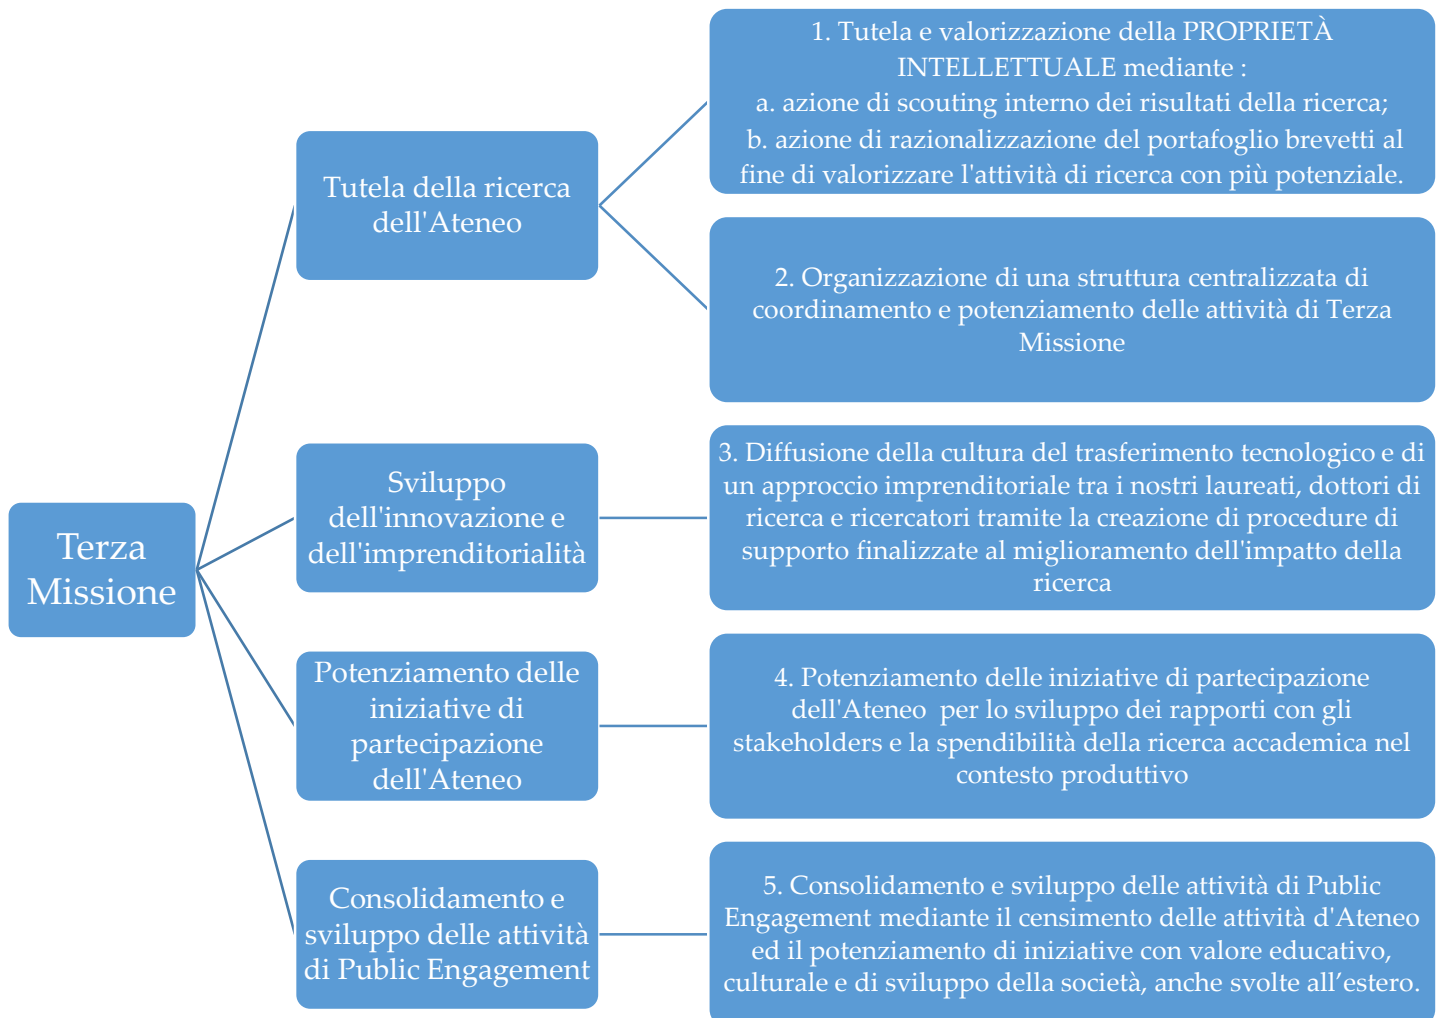 Terza
Missione
Tutela della ricerca
dell'Ateneo
1. Tutela e valorizzazione della PROPRIETÀ
INTELLETTUALE mediante :
a. azione di scouting interno dei risultati della ricerca;
b. azione di razionalizzazione del portafoglio brevetti al
fine di valorizzare l'attività di ricerca con più potenziale.
2. Organizzazione di una struttura centralizzata di
coordinamento e potenziamento delle attività di Terza
Missione
Sviluppo
dell'innovazione e
dell'imprenditorialità
3. Diffusione della cultura del trasferimento tecnologico e di
un approccio imprenditoriale tra i nostri laureati, dottori di
ricerca e ricercatori tramite la creazione di procedure di
supporto finalizzate al miglioramento dell'impatto della
ricerca
Potenziamento delle
iniziative di
partecipazione
dell'Ateneo
4. Potenziamento delle iniziative di partecipazione
dell'Ateneo  per lo sviluppo dei rapporti con gli
stakeholders e la spendibilità della ricerca accademica nel
contesto produttivo
Consolidamento e
sviluppo delle attività
di Public Engagement
5. Consolidamento e sviluppo delle attività di Public
Engagement mediante il censimento delle attività d'Ateneo
ed il potenziamento di iniziative con valore educativo,
culturale e di sviluppo della società, anche svolte all’estero.